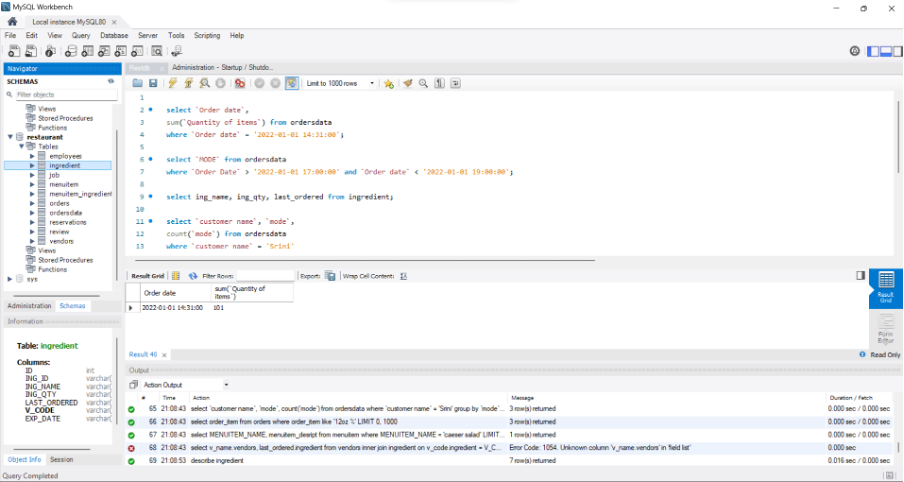 MySQL Workbench
Local instance MySQL80
File Edit View Query Database Server Tools Scripting Help
Navigator
SCHEMAS
Filter objects
Views
Stored Procedures
Functions
restaurant
Tables
employees
ingredient
job
menuitem
menuitem_ingredient
orders
ordersdata
reservations
review
vendors
Views
Stored Procedures
Functions
sys
Administration Schemas
Information
Table: ingredient
Columns:
ID int
ING_ID varchar(
ING_NAME varchar(
ING_QTY varchar(
LAST_ORDERED varchar(
V_CODE varchar(
EXP_DATE varchar(
Object Info Session
Query Completed
Administration - Startup / Shutdo...
Limit to 1000 rows
1
2 select `Order date`,
3 sum(`Quantity of items`) from ordersdata
4 where `Order date` = '2022-01-01 14:31:00';
5
6 select `MODE` from ordersdata
7 where `Order Date` > '2022-01-01 17:00:00' and `Order date` < '2022-01-01 19:00:00';
8
9 select ing_name, ing_qty, last_ordered from ingredient;
10
11 select `customer name`, `mode`,
12 count(`mode`) from ordersdata
13 where `customer name` = 'Srini'
Result Grid Filter Rows: Export: Wrap Cell Content:
Order date sum(`Quantity of items`)
2022-01-01 14:31:00 101
Result Grid
Form Editor
Result 40
Read Only
Output
Action Output
# Time Action Message Duration / Fetch
65 21:08:43 select `customer name`, `mode`, count(`mode`) from ordersdata where `customer name` = 'Srini' group by `mode`... 3 row(s) returned 0.000 sec / 0.000 sec
66 21:08:43 select order_item from orders where order_item like '12oz %' LIMIT 0, 1000 3 row(s) returned 0.000 sec / 0.000 sec
67 21:08:43 select MENUITEM_NAME, menuitem_descript from menuitem where MENUITEM_NAME = 'caeser salad' LIMIT... 1 row(s) returned 0.000 sec / 0.000 sec
68 21:08:43 select v_name.vendors, last_ordered.ingredient from vendors inner join ingredient on v_code.ingredient = V_C... Error Code: 1054. Unknown column 'v_name.vendors' in 'field list' 0.000 sec
69 21:08:53 describe ingredient 7 row(s) returned 0.016 sec / 0.000 sec